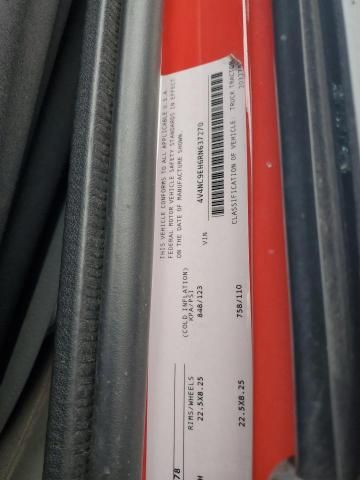 THIS VEHICLE CONFORMS TO ALL APPLICABLE U.S.A.
FEDERAL MOTOR VEHICLE SAFETY STANDARDS IN EFFECT
ON THE DATE OF MANUFACTURE SHOWN.
VIN 4V4NC9EH6RN637270
CLASSIFICATION OF VEHICLE: TRUCK TRACTOR
RIMS/WHEELS (COLD INFLATION)
KPA/PSI
22.5X8.25 848/123
22.5X8.25 758/110
78
H